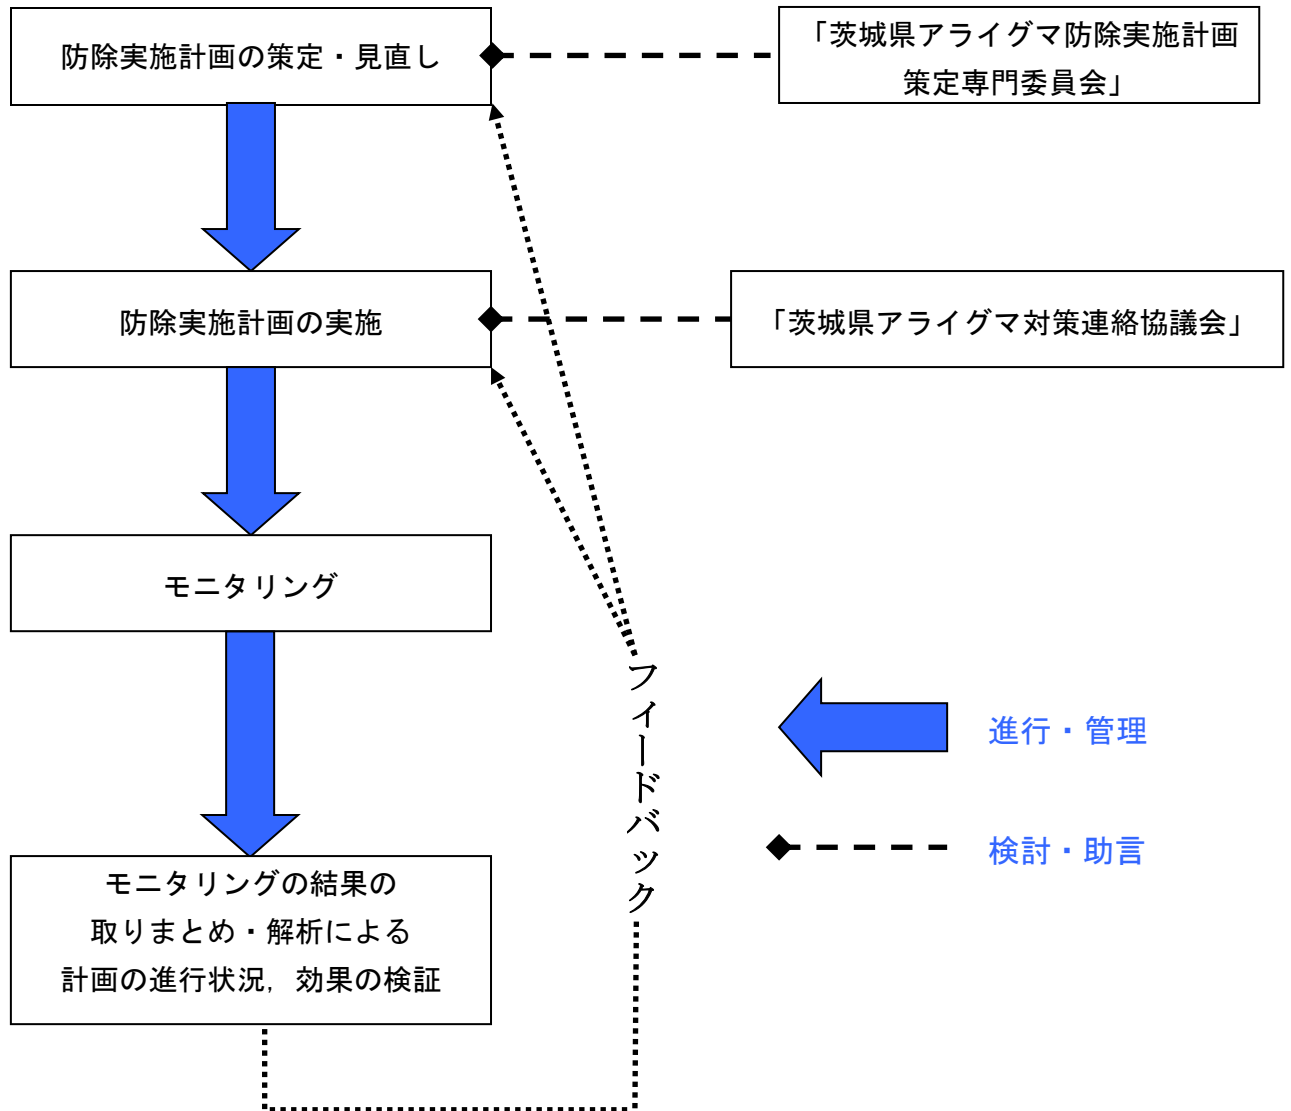 防除実施計画の策定・見直し
「茨城県アライグマ防除実施計画
策定専門委員会」
防除実施計画の実施
「茨城県アライグマ対策連絡協議会」
モニタリング
フィードバック
進行・管理
検討・助言
モニタリングの結果の
取りまとめ・解析による
計画の進行状況，効果の検証